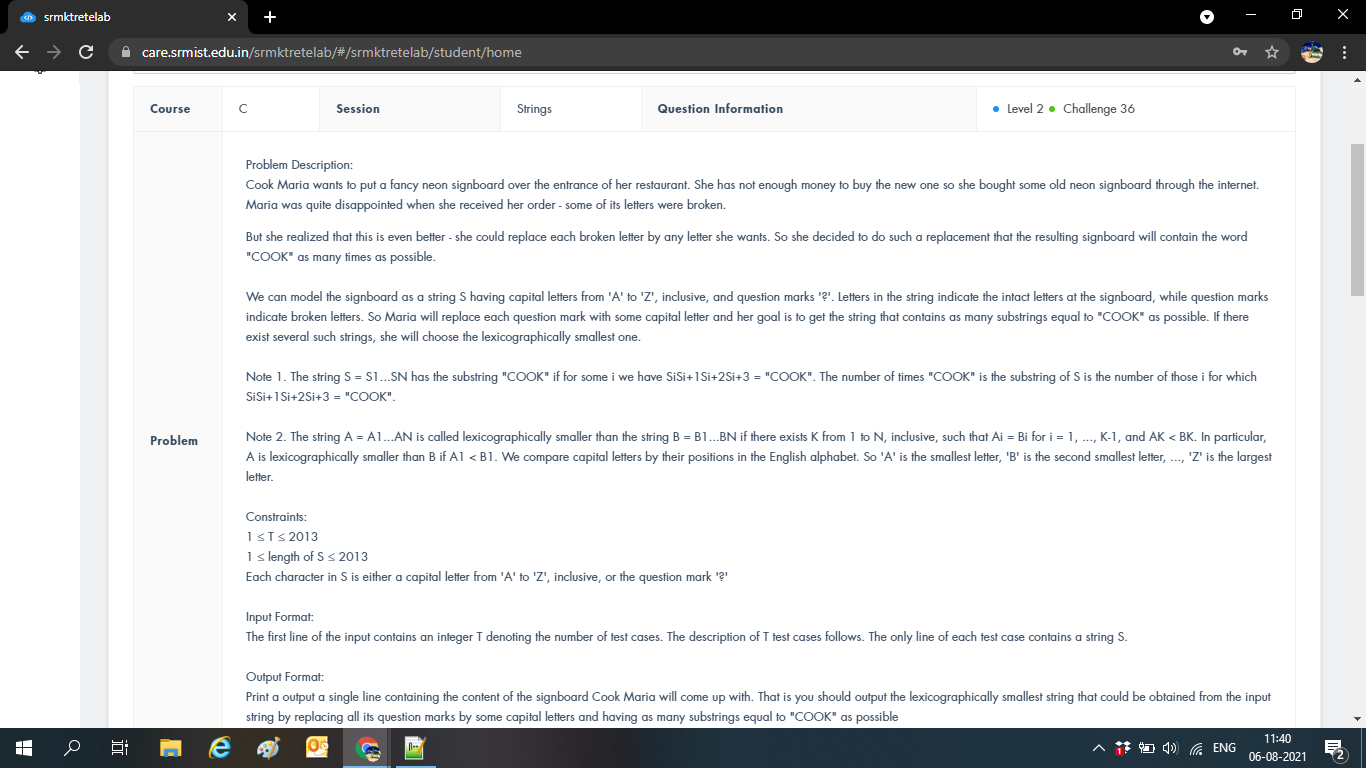 srmktretelab
care.srmist.edu.in/srmktretelab/#/srmktretelab/student/home
Course C Session Strings Question Information Level 2 Challenge 36
Problem
Problem Description:
Cook Maria wants to put a fancy neon signboard over the entrance of her restaurant. She has not enough money to buy the new one so she bought some old neon signboard through the internet.
Maria was quite disappointed when she received her order - some of its letters were broken.
But she realized that this is even better - she could replace each broken letter by any letter she wants. So she decided to do such a replacement that the resulting signboard will contain the word
"COOK" as many times as possible.
We can model the signboard as a string S having capital letters from 'A' to 'Z', inclusive, and question marks '?'. Letters in the string indicate the intact letters at the signboard, while question marks
indicate broken letters. So Maria will replace each question mark with some capital letter and her goal is to get the string that contains as many substrings equal to "COOK" as possible. If there
exist several such strings, she will choose the lexicographically smallest one.
Note 1. The string S = S1...SN has the substring "COOK" if for some i we have SiSi+1Si+2Si+3 = "COOK". The number of times "COOK" is the substring of S is the number of those i for which
SiSi+1Si+2Si+3 = "COOK".
Note 2. The string A = A1...AN is called lexicographically smaller than the string B = B1...BN if there exists K from 1 to N, inclusive, such that Ai = Bi for i = 1, ..., K-1, and AK < BK. In particular,
A is lexicographically smaller than B if A1 < B1. We compare capital letters by their positions in the English alphabet. So 'A' is the smallest letter, 'B' is the second smallest letter, ..., 'Z' is the largest
letter.
Constraints:
1 ≤ T ≤ 2013
1 ≤ length of S ≤ 2013
Each character in S is either a capital letter from 'A' to 'Z', inclusive, or the question mark '?'
Input Format:
The first line of the input contains an integer T denoting the number of test cases. The description of T test cases follows. The only line of each test case contains a string S.
Output Format:
Print a output a single line containing the content of the signboard Cook Maria will come up with. That is you should output the lexicographically smallest string that could be obtained from the input
string by replacing all its question marks by some capital letters and having as many substrings equal to "COOK" as possible
ENG
11:40
06-08-2021
2